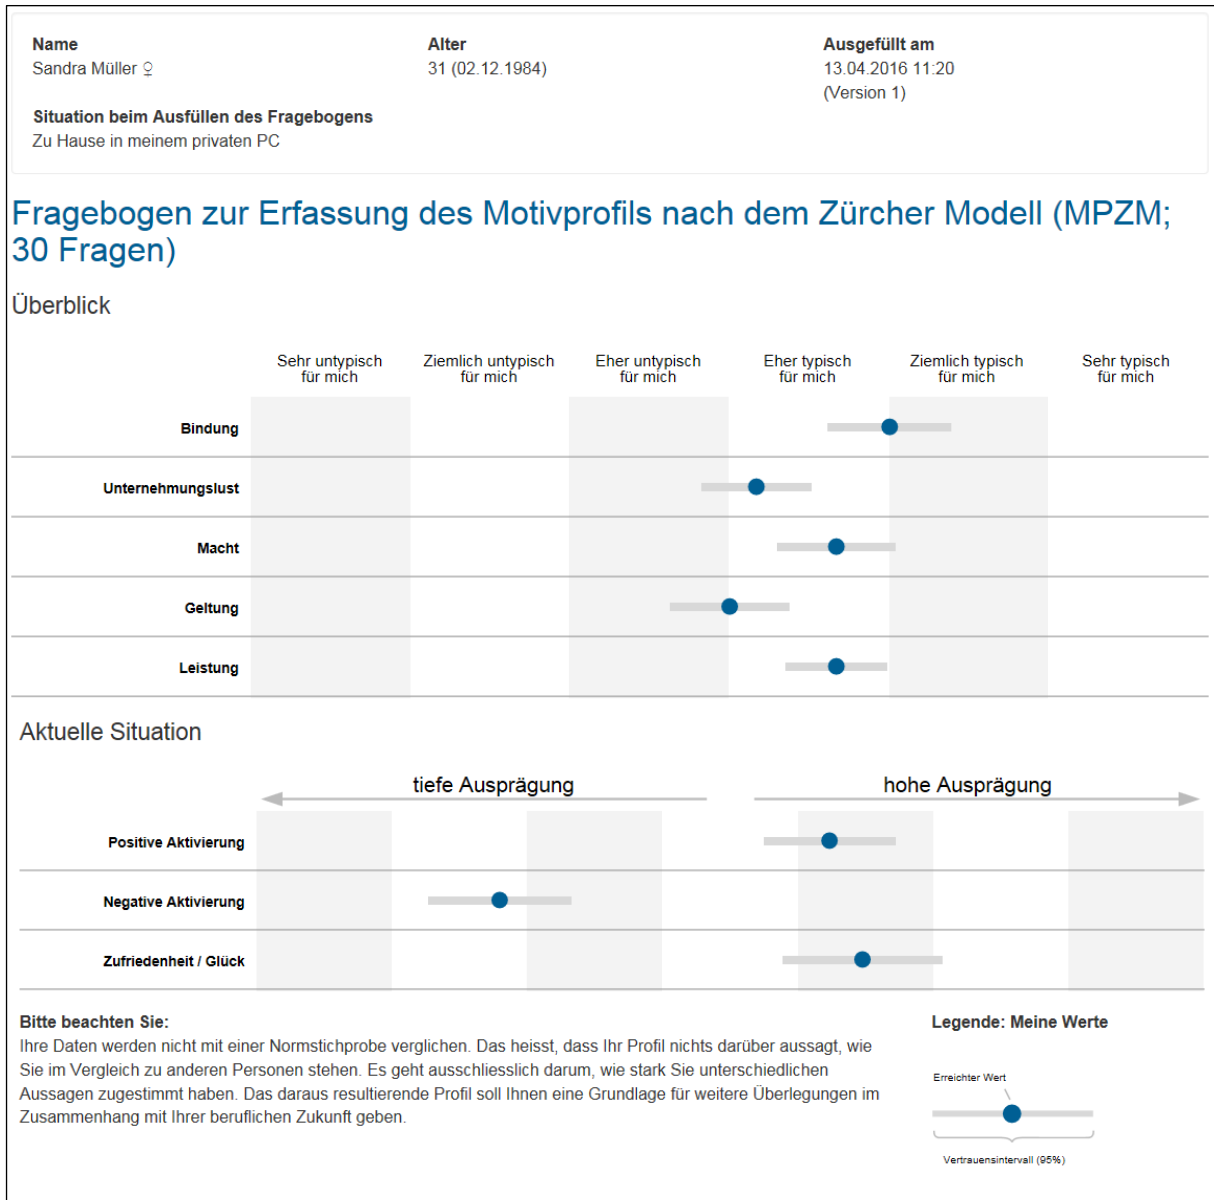 Name
Sandra Müller ♀
Alter
31 (02.12.1984)
Ausgefüllt am
13.04.2016 11:20
(Version 1)
Situation beim Ausfüllen des Fragebogens
Zu Hause in meinem privaten PC
Fragebogen zur Erfassung des Motivprofils nach dem Zürcher Modell (MPZM;
30 Fragen)
Überblick
Sehr untypisch
für mich
Ziemlich untypisch
für mich
Eher untypisch
für mich
Eher typisch
für mich
Ziemlich typisch
für mich
Sehr typisch
für mich
Bindung
Unternehmungslust
Macht
Geltung
Leistung
Aktuelle Situation
tiefe Ausprägung
hohe Ausprägung
Positive Aktivierung
Negative Aktivierung
Zufriedenheit / Glück
Bitte beachten Sie:
Ihre Daten werden nicht mit einer Normstichprobe verglichen. Das heisst, dass Ihr Profil nichts darüber aussagt, wie
Sie im Vergleich zu anderen Personen stehen. Es geht ausschliesslich darum, wie stark Sie unterschiedlichen
Aussagen zugestimmt haben. Das daraus resultierende Profil soll Ihnen eine Grundlage für weitere Überlegungen im
Zusammenhang mit Ihrer beruflichen Zukunft geben.
Legende: Meine Werte
Erreichter Wert
Vertrauensintervall (95%)